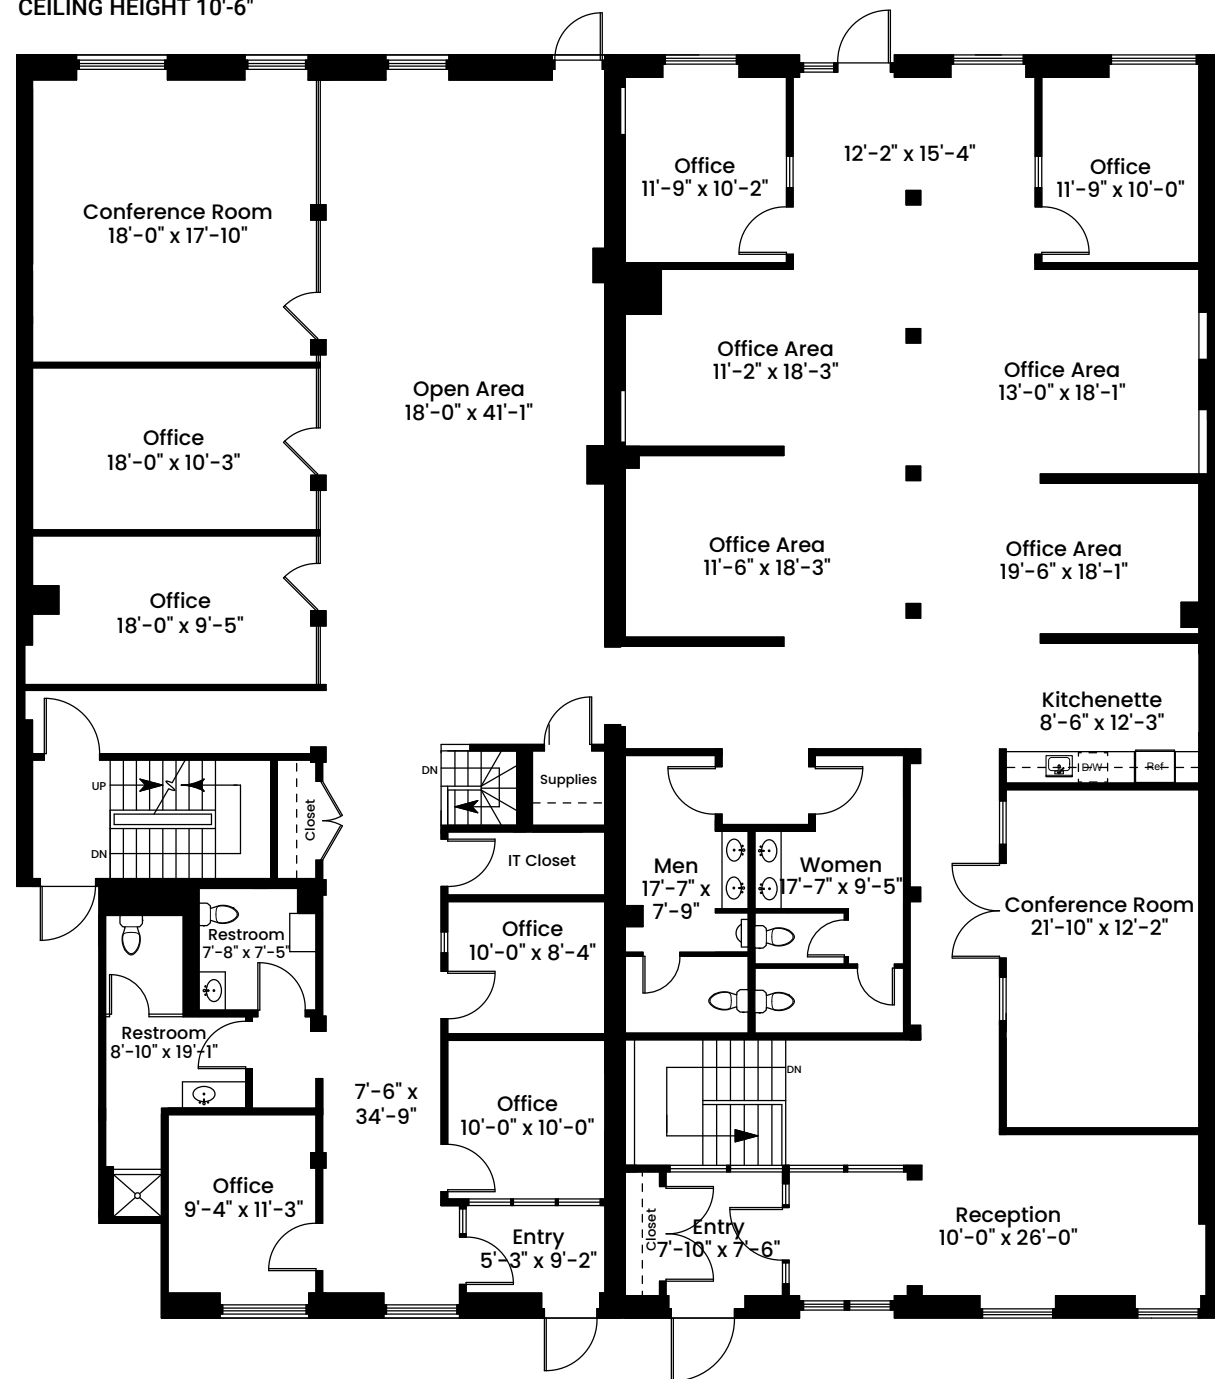 CEILING HEIGHT 10'-6"
Office
11'-9" x 10'-2"
12'-2" x 15'-4"
Office
11'-9" x 10'-0"
Conference Room
18'-0" x 17'-10"
Open Area
18'-0" x 41'-1"
Office Area
11'-2" x 18'-3"
Office Area
13'-0" x 18'-1"
Office
18'-0" x 10'-3"
Office Area
11'-6" x 18'-3"
Office Area
19'-6" x 18'-1"
Office
18'-0" x 9'-5"
Kitchenette
8'-6" x 12'-3"
D/W
Ref
UP
DN
Closet
DN
Supplies
IT Closet
Men
17'-7" x
7'-9"
Women
17'-7" x 9'-5"
Conference Room
21'-10" x 12'-2"
Restroom
7'-8" x 7'-5"
Office
10'-0" x 8'-4"
Restroom
8'-10" x 19'-1"
7'-6" x
34'-9"
Office
10'-0" x 10'-0"
DN
Office
9'-4" x 11'-3"
Entry
5'-3" x 9'-2"
Closet
Entry
7'-10" x 7'-6"
Reception
10'-0" x 26'-0"